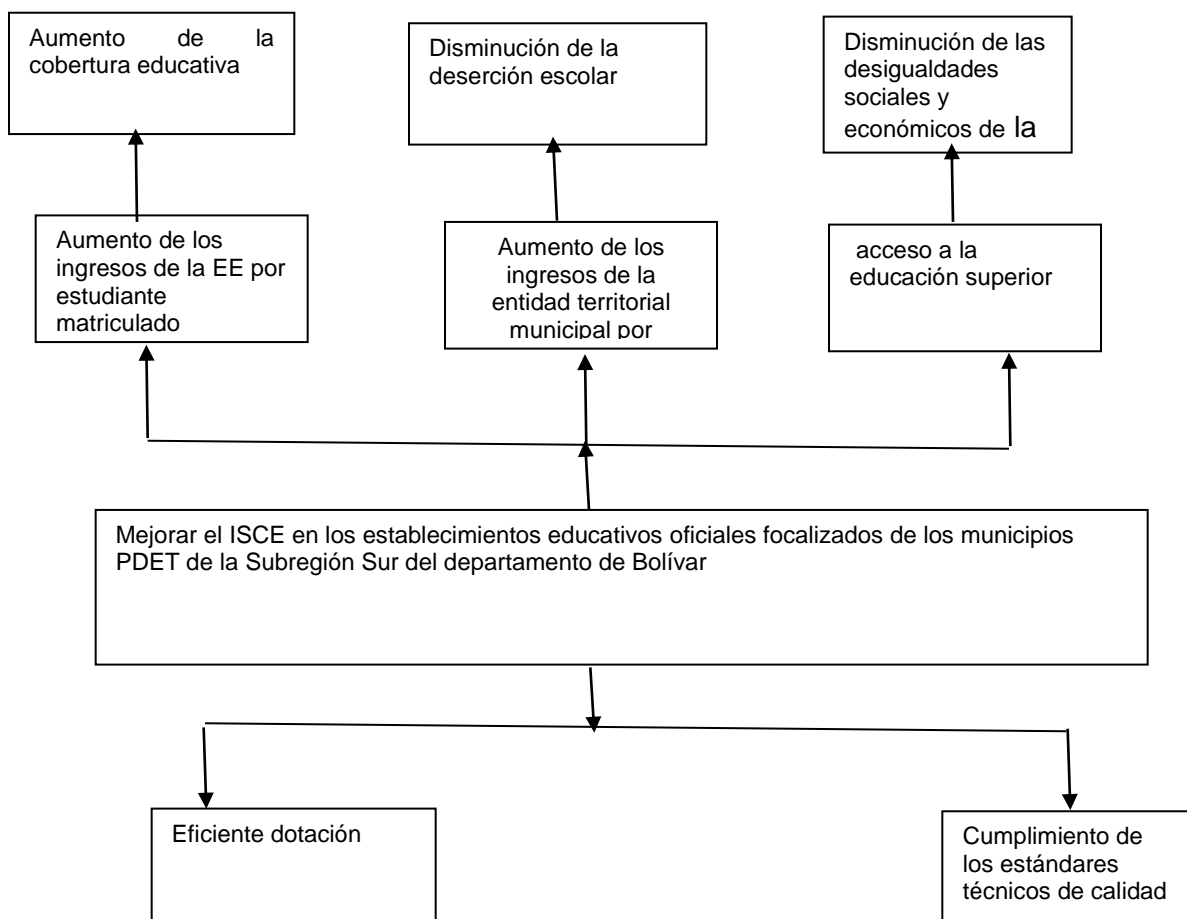 Aumento de la
cobertura educativa
Disminución de la
deserción escolar
Disminución de las
desigualdades
sociales y
económicos de la
Aumento de los
ingresos de la EE por
estudiante
matriculado
Aumento de los
ingresos de la
entidad territorial
municipal por
acceso a la
educación superior
Mejorar el ISCE en los establecimientos educativos oficiales focalizados de los municipios
PDET de la Subregión Sur del departamento de Bolívar
Eficiente dotación
Cumplimiento de
los estándares
técnicos de calidad